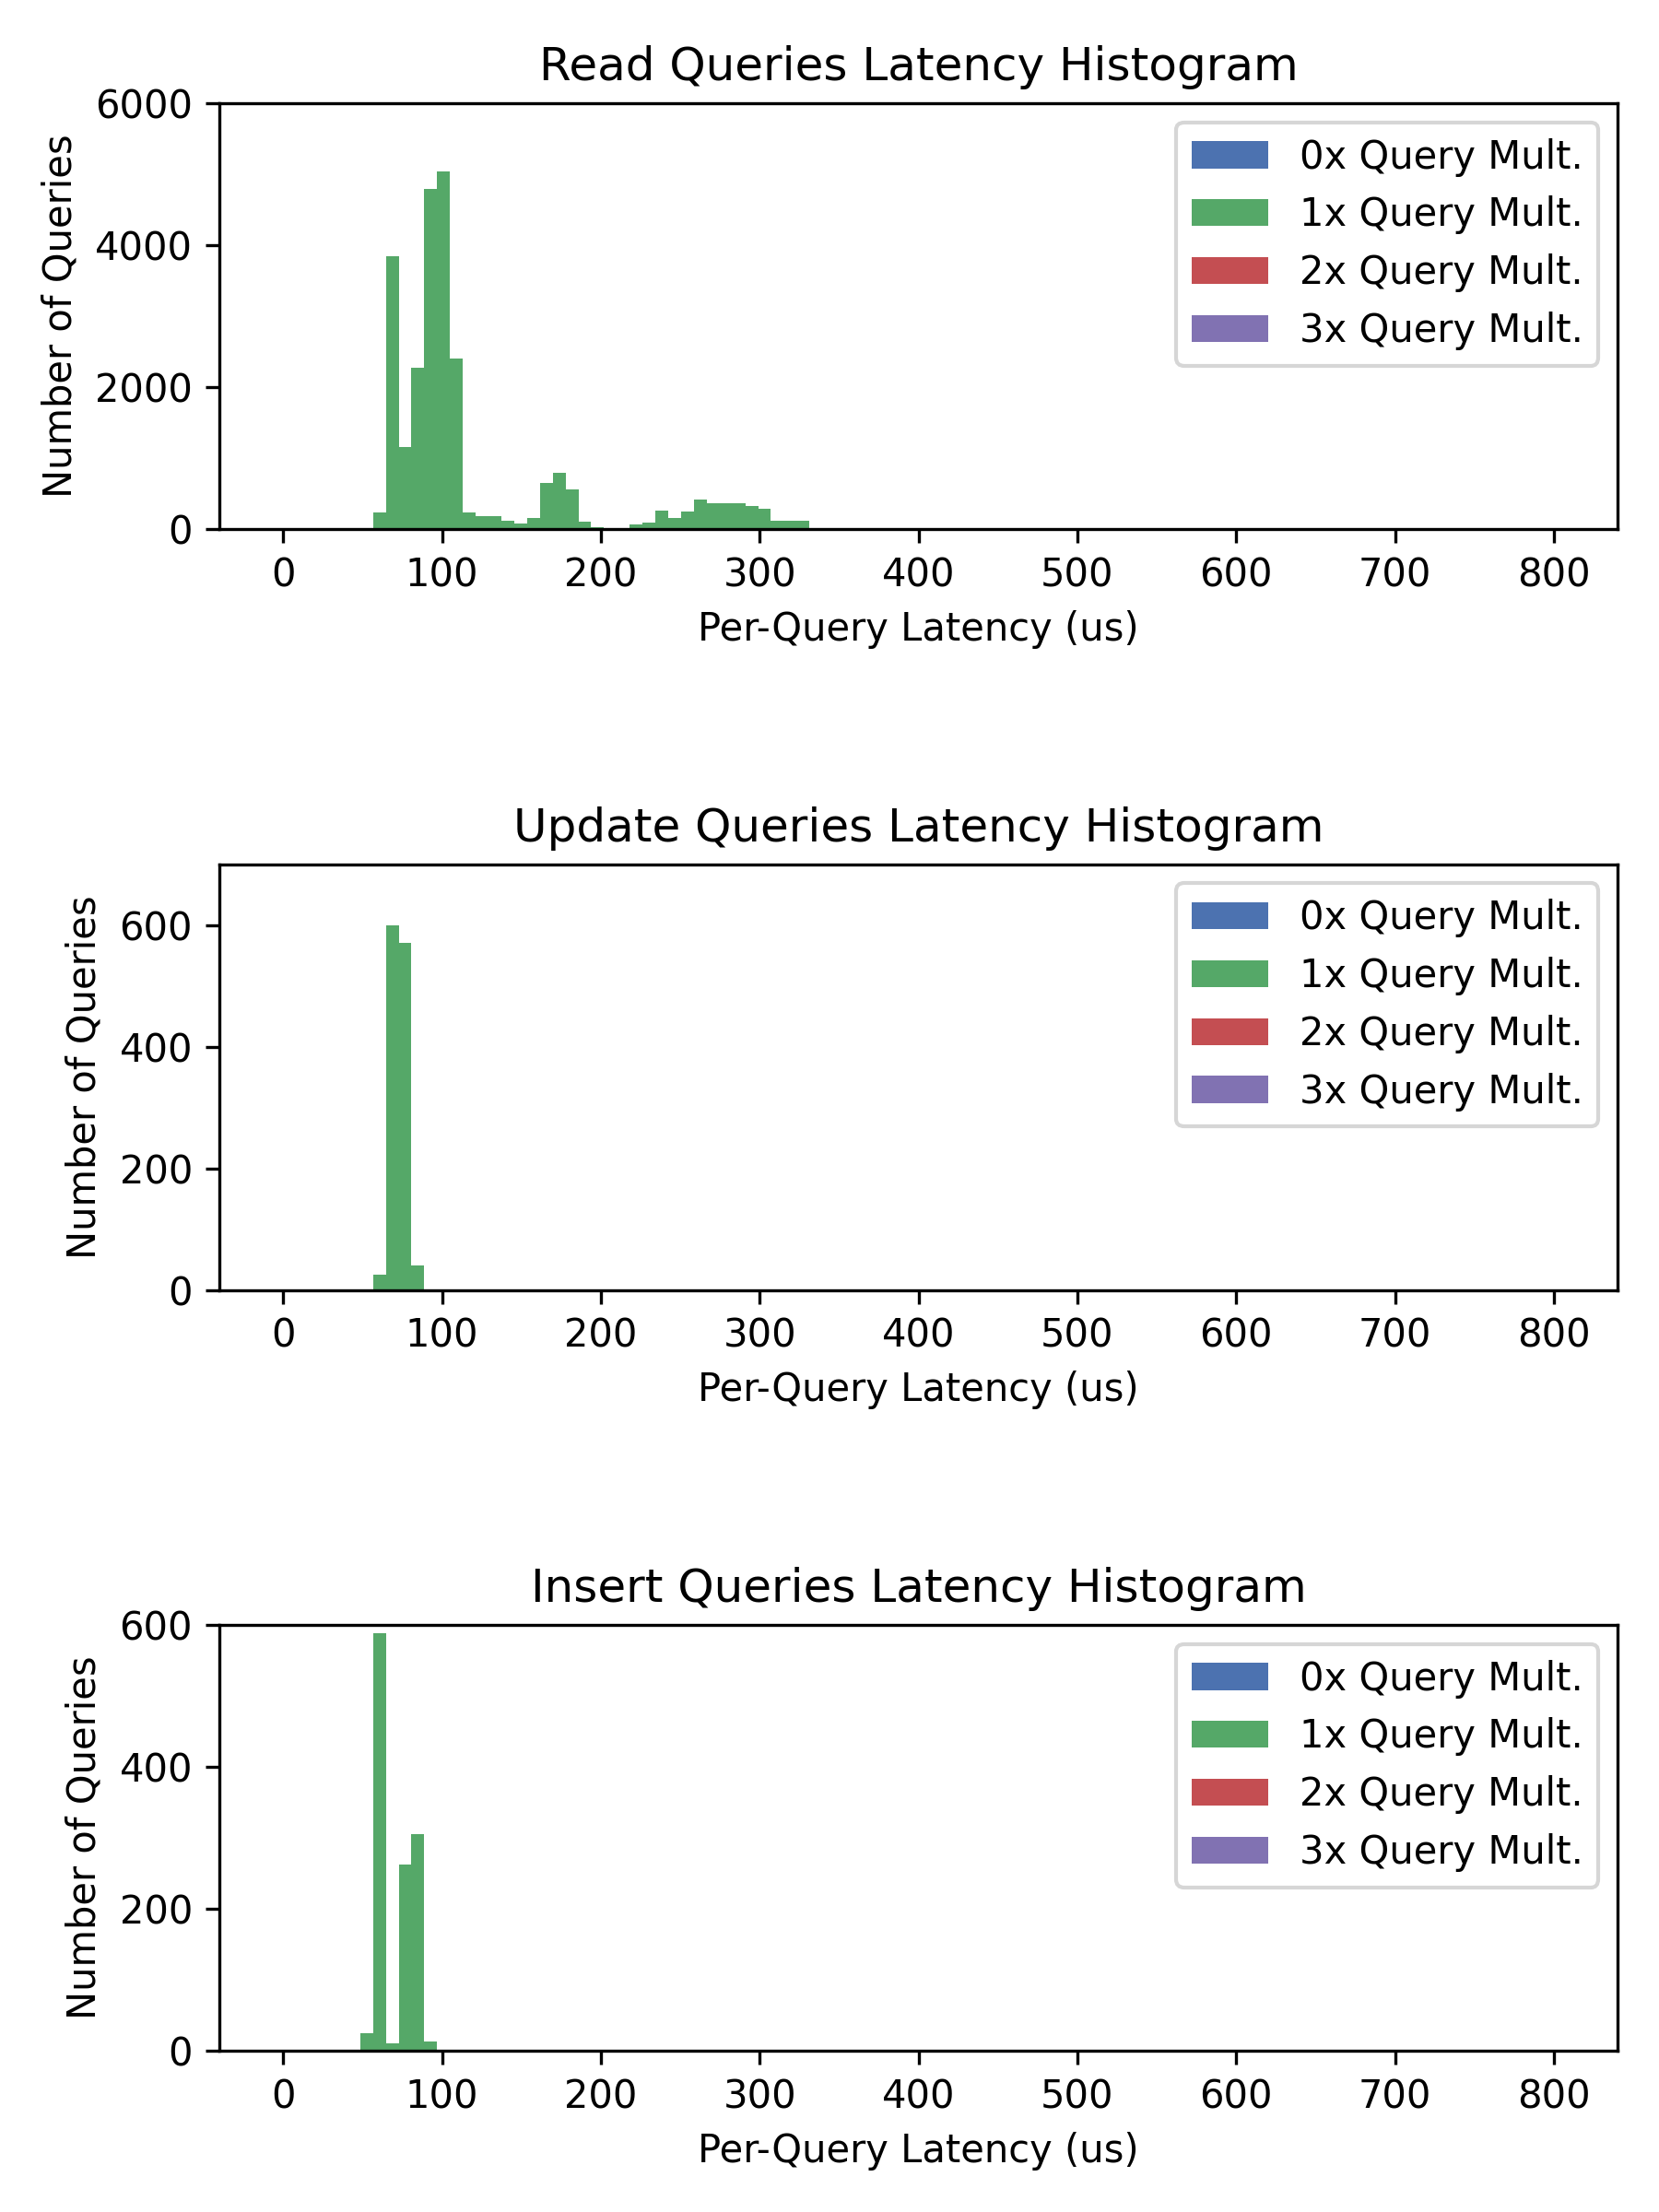 Read Queries Latency Histogram
6000
4000
2000
0
Number of Queries
0x Query Mult.
1x Query Mult.
2x Query Mult.
3x Query Mult.
0 100 200 300 400 500 600 700 800
Per-Query Latency (us)
Update Queries Latency Histogram
600
400
200
0
Number of Queries
0x Query Mult.
1x Query Mult.
2x Query Mult.
3x Query Mult.
0 100 200 300 400 500 600 700 800
Per-Query Latency (us)
Insert Queries Latency Histogram
600
400
200
0
Number of Queries
0x Query Mult.
1x Query Mult.
2x Query Mult.
3x Query Mult.
0 100 200 300 400 500 600 700 800
Per-Query Latency (us)